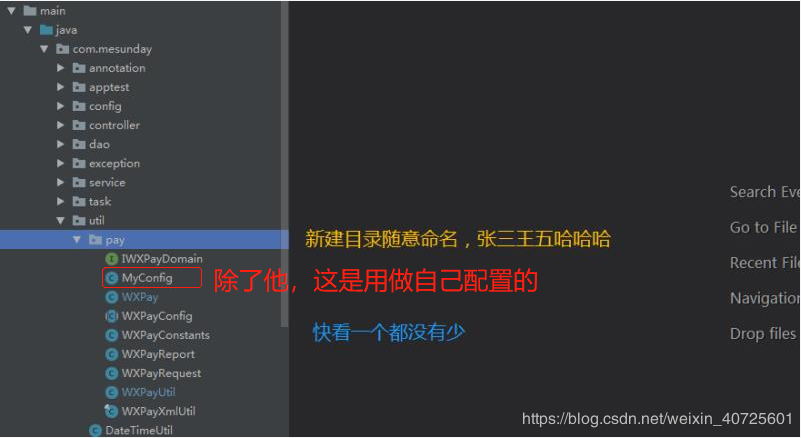 main
java
com.mesunday
annotation
apptest
config
controller
dao
exception
service
task
util
pay
新建目录随意命名，张三王五哈哈哈
IWXPayDomain
MyConfig
除了他，这是用做自己配置的
WXPay
WXPayConfig
快看一个都没有少
WXPayConstants
WXPayReport
WXPayRequest
WXPayUtil
WXPayXmlUtil
DateTimeUtil
Search Eve
Go to File
Recent File
Navigation
Drop files
https://blog.csdn.net/weixin_40725601